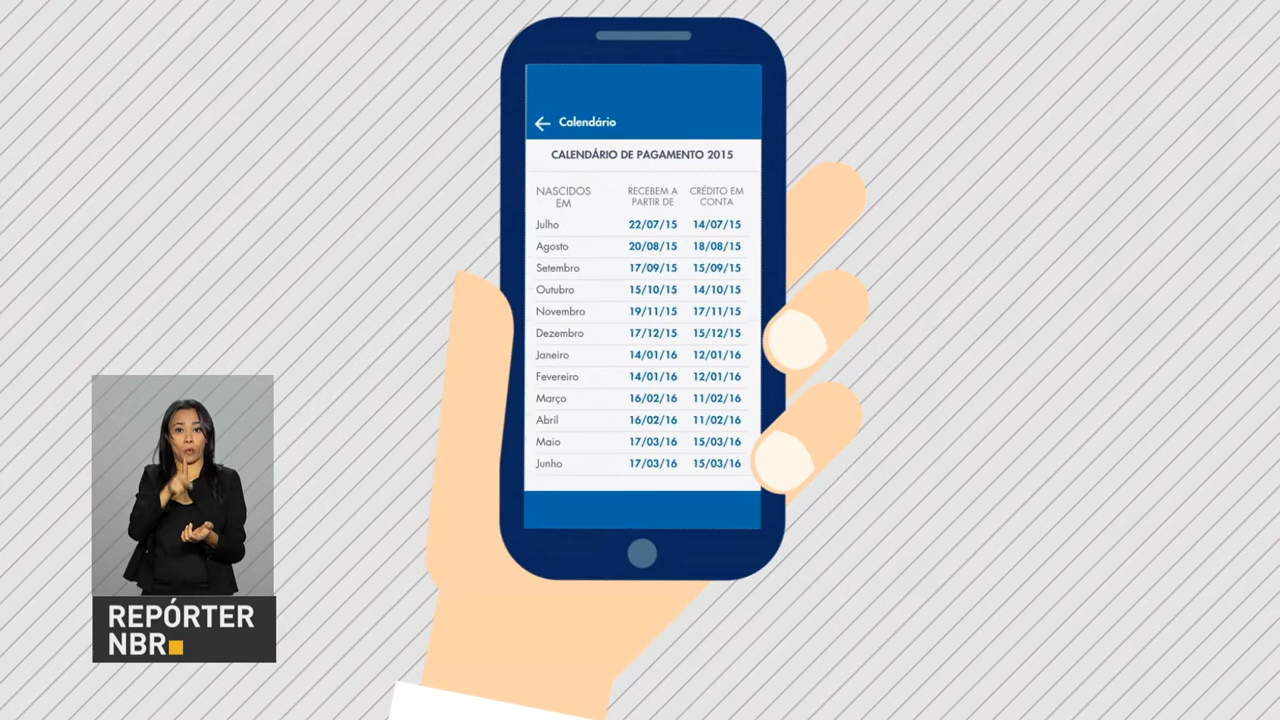 Calendário
CALENDÁRIO DE PAGAMENTO 2015
NASCIDOS EM RECEBEM A PARTIR DE CRÉDITO EM CONTA
Julho 22/07/15 14/07/15
Agosto 20/08/15 18/08/15
Setembro 17/09/15 15/09/15
Outubro 15/10/15 14/10/15
Novembro 19/11/15 17/11/15
Dezembro 17/12/15 15/12/15
Janeiro 14/01/16 12/01/16
Fevereiro 14/01/16 12/01/16
Março 16/02/16 11/02/16
Abril 16/02/16 11/02/16
Maio 17/03/16 15/03/16
Junho 17/03/16 15/03/16
REPÓRTER
NBR